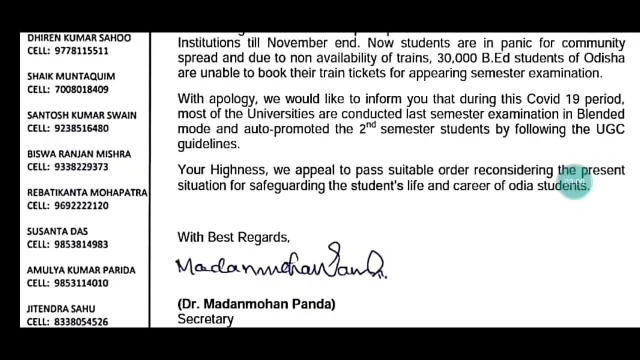 DHIREN KUMAR SAHOO
CELL: 9778115511
SHAIK MUNTAQUIM
CELL: 7008018409
SANTOSH KUMAR SWAIN
CELL: 9238516480
BISWA RANJAN MISHRA
CELL: 9338229373
REBATIKANTA MOHAPATRA
CELL: 9692222120
SUSANTA DAS
CELL: 9853814983
AMULYA KUMAR PARIDA
CELL: 9853114010
JITENDRA SAHU
CELL: 8338054526
Institutions till November end. Now students are in panic for community
spread and due to non availability of trains, 30,000 B.Ed students of Odisha
are unable to book their train tickets for appearing semester examination.
With apology, we would like to inform you that during this Covid 19 period,
most of the Universities are conducted last semester examination in Blended
mode and auto-promoted the 2nd semester students by following the UGC
guidelines.
Your Highness, we appeal to pass suitable order reconsidering the present
situation for safeguarding the student's life and career of odia students.
With Best Regards,
Madanmohan Panda
(Dr. Madanmohan Panda)
Secretary